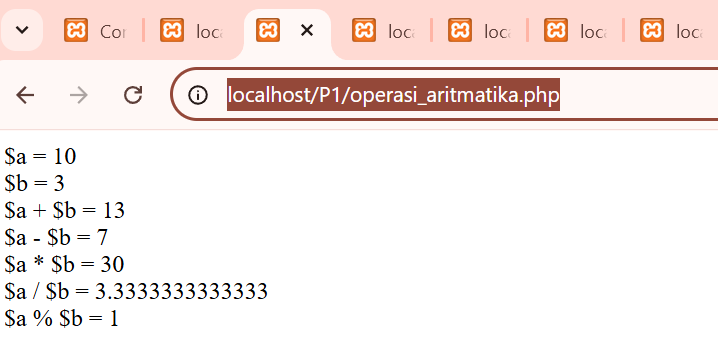 Cor
loca
loca
loca
loca
loca
localhost/P1/operasi_aritmatika.php
$a = 10
$b = 3
$a + $b = 13
$a - $b = 7
$a * $b = 30
$a / $b = 3.3333333333333
$a % $b = 1